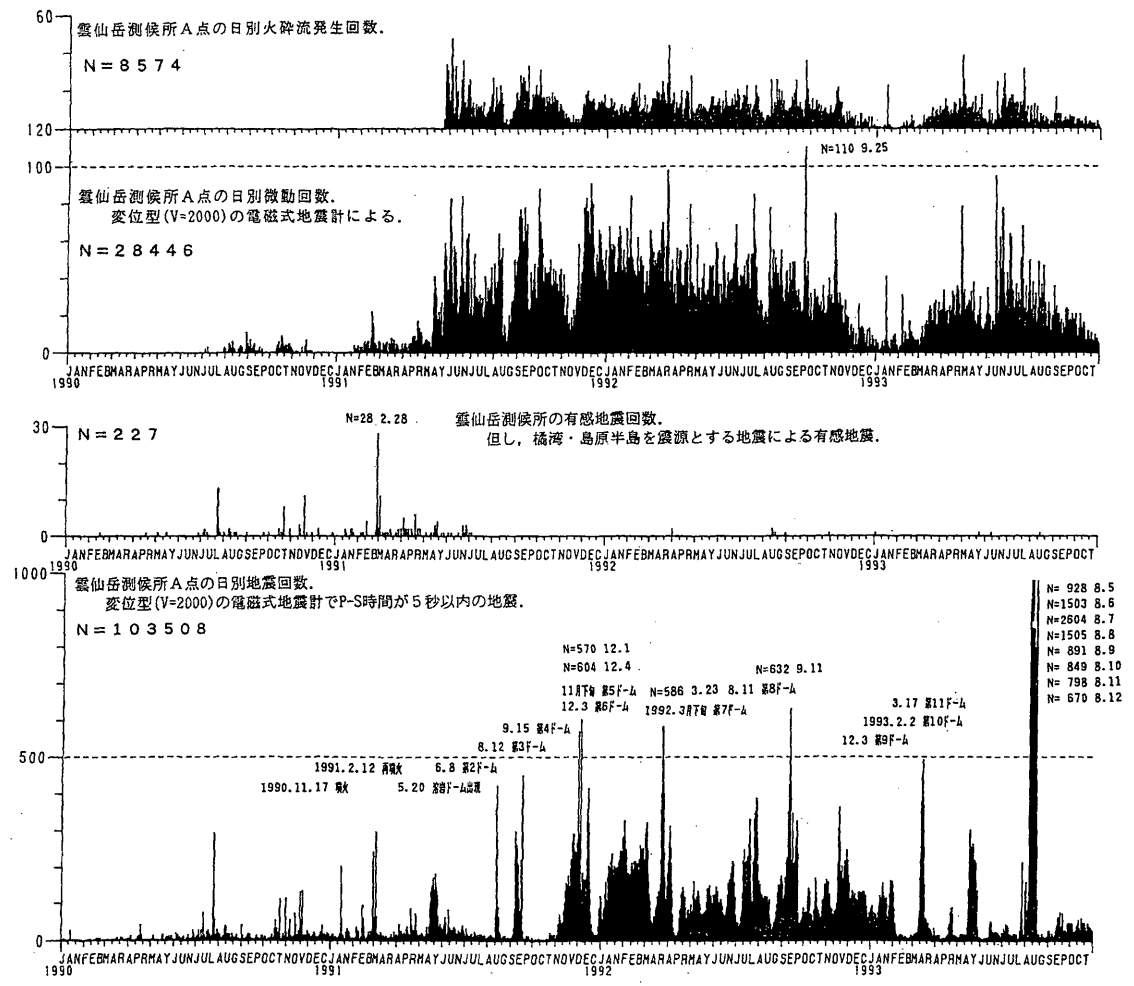 60
雲仙岳測候所A点の日別火砕流発生回数.
N=8574
120
N=110 9.25
100
雲仙岳測候所A点の日別微動回数.
変位型(V=2000)の電磁式地震計による.
N=28446
0
JANFEBMARAPRMAYJUNJULAUGSEPOCTNOVDECJANFEBMARAPRMAYJUNJULAUGSEPOCTNOVDECJANFEBMARAPRMAYJUNJULAUGSEPOCTNOVDECJANFEBMARAPRMAYJUNJULAUGSEPOCT
1990 1991 1992 1993
30
N=227
N=28 2.28
雲仙岳測候所の有感地震回数.
但し,橘湾・島原半島を震源とする地震による有感地震.
0
JANFEBMARAPRMAYJUNJULAUGSEPOCTNOVDECJANFEBMARAPRMAYJUNJULAUGSEPOCTNOVDECJANFEBMARAPRMAYJUNJULAUGSEPOCTNOVDECJANFEBMARAPRMAYJUNJULAUGSEPOCT
1990 1991 1992 1993
1000
雲仙岳測候所A点の日別地震回数.
変位型(V=2000)の電磁式地震計でP-S時間が5秒以内の地震.
N=103508
N= 928 8.5
N=1503 8.6
N=2604 8.7
N=1505 8.8
N= 891 8.9
N= 849 8.10
N= 798 8.11
N= 670 8.12
N=570 12.1
N=604 12.4
N=632 9.11
11月下旬 第5ドーム
N=586 3.23
8.11 第8ドーム
12.3 第6ドーム
1992.3月下旬 第7ドーム
3.17 第11ドーム
1993.2.2 第10ドーム
12.3 第9ドーム
9.15 第4ドーム
8.12 第3ドーム
500
1991.2.12 再噴火
6.8 第2ドーム
1990.11.17 噴火
5.20 溶岩ドーム出現
0
JANFEBMARAPRMAYJUNJULAUGSEPOCTNOVDECJANFEBMARAPRMAYJUNJULAUGSEPOCTNOVDECJANFEBMARAPRMAYJUNJULAUGSEPOCTNOVDECJANFEBMARAPRMAYJUNJULAUGSEPOCT
1990 1991 1992 1993